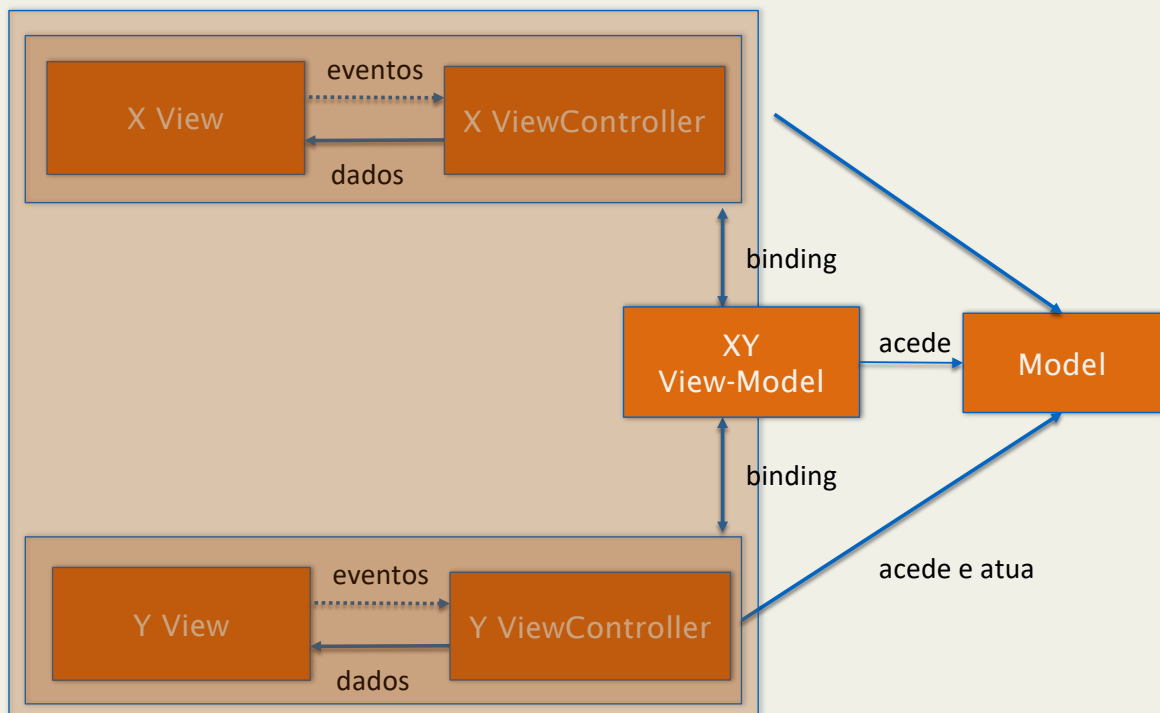 eventos
X View
X ViewController
dados
binding
XY
View-Model
acede
Model
binding
acede e atua
eventos
Y View
Y ViewController
dados